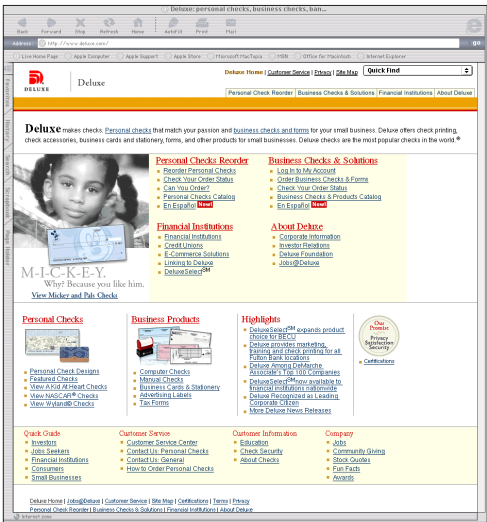 Deluxe: personal checks, business checks, ban...
Back Forward Stop Refresh Home AutoFill Print Mail
Address: http://www.deluxe.com/ go
Live Home Page Apple Computer Apple Support Apple Store Microsoft MacTopia MSN Office for Macintosh Internet Explorer
Favorites
History
Search
Scrapbook
Page Holder
DELUXE
Deluxe
Deluxe Home | Customer Service | Privacy | Site Map
Quick Find
Personal Check Reorder | Business Checks & Solutions | Financial Institutions | About Deluxe
Deluxe makes checks. Personal checks that match your passion and business checks and forms for your small business. Deluxe offers check printing,
check accessories, business cards and stationery, forms, and other products for small businesses. Deluxe checks are the most popular checks in the world.®
M-I-C-K-E-Y.
Why? Because you like him.
View Mickey and Pals Checks
Personal Checks Reorder
Reorder Personal Checks
Check Your Order Status
Can You Order?
Personal Checks Catalog
En Español New!
Business Checks & Solutions
Log In to My Account
Order Business Checks & Forms
Check Your Order Status
Business Checks & Products Catalog
En Español New!
Financial Institutions
Financial Institutions
Credit Unions
E-Commerce Solutions
Linking to Deluxe
DeluxeSelectSM
About Deluxe
Corporate Information
Investor Relations
Deluxe Foundation
Jobs@Deluxe
Personal Checks
Personal Check Designs
Featured Checks
View A Kid At Heart Checks
View NASCAR® Checks
View Wyland® Checks
Business Products
Computer Checks
Manual Checks
Business Cards & Stationery
Advertising Labels
Tax Forms
Highlights
DeluxeSelectSM expands product
choice for BECU
Deluxe provides marketing,
training and check printing for all
Fulton Bank locations
Deluxe Among DeMarche
Associate's Top 100 Companies
DeluxeSelectSM now available to
financial institutions nationwide
Deluxe Recognized as Leading
Corporate Citizen
More Deluxe News Releases
Our
Promise
Privacy
Satisfaction
Security
Certifications
Quick Guide
Investors
Jobs Seekers
Financial Institutions
Consumers
Small Businesses
Customer Service
Customer Service Center
Contact Us: Personal Checks
Contact Us: General
How to Order Personal Checks
Customer Information
Education
Check Security
About Checks
Company
Jobs
Community Giving
Stock Quotes
Fun Facts
Awards
Deluxe Home | Jobs@Deluxe | Customer Service | Site Map | Certifications | Terms | Privacy
Personal Check Reorder | Business Checks & Solutions | Financial Institutions | About Deluxe
Internet zone